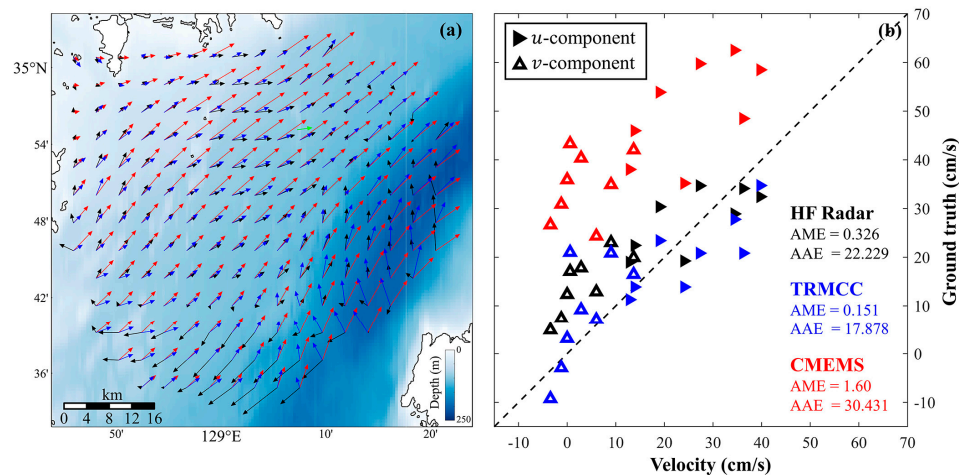 (a)
35°N
54'
48'
42'
36'
km
0 4 8 12 16
50'
129°E
10'
20'
Depth (m)
0
250
(b)
u-component
v-component
HF Radar
AME = 0.326
AAE = 22.229
TRMCC
AME = 0.151
AAE = 17.878
CMEMS
AME = 1.60
AAE = 30.431
70
60
50
40
30
20
10
0
-10
Ground truth (cm/s)
-10 0 10 20 30 40 50 60 70
Velocity (cm/s)